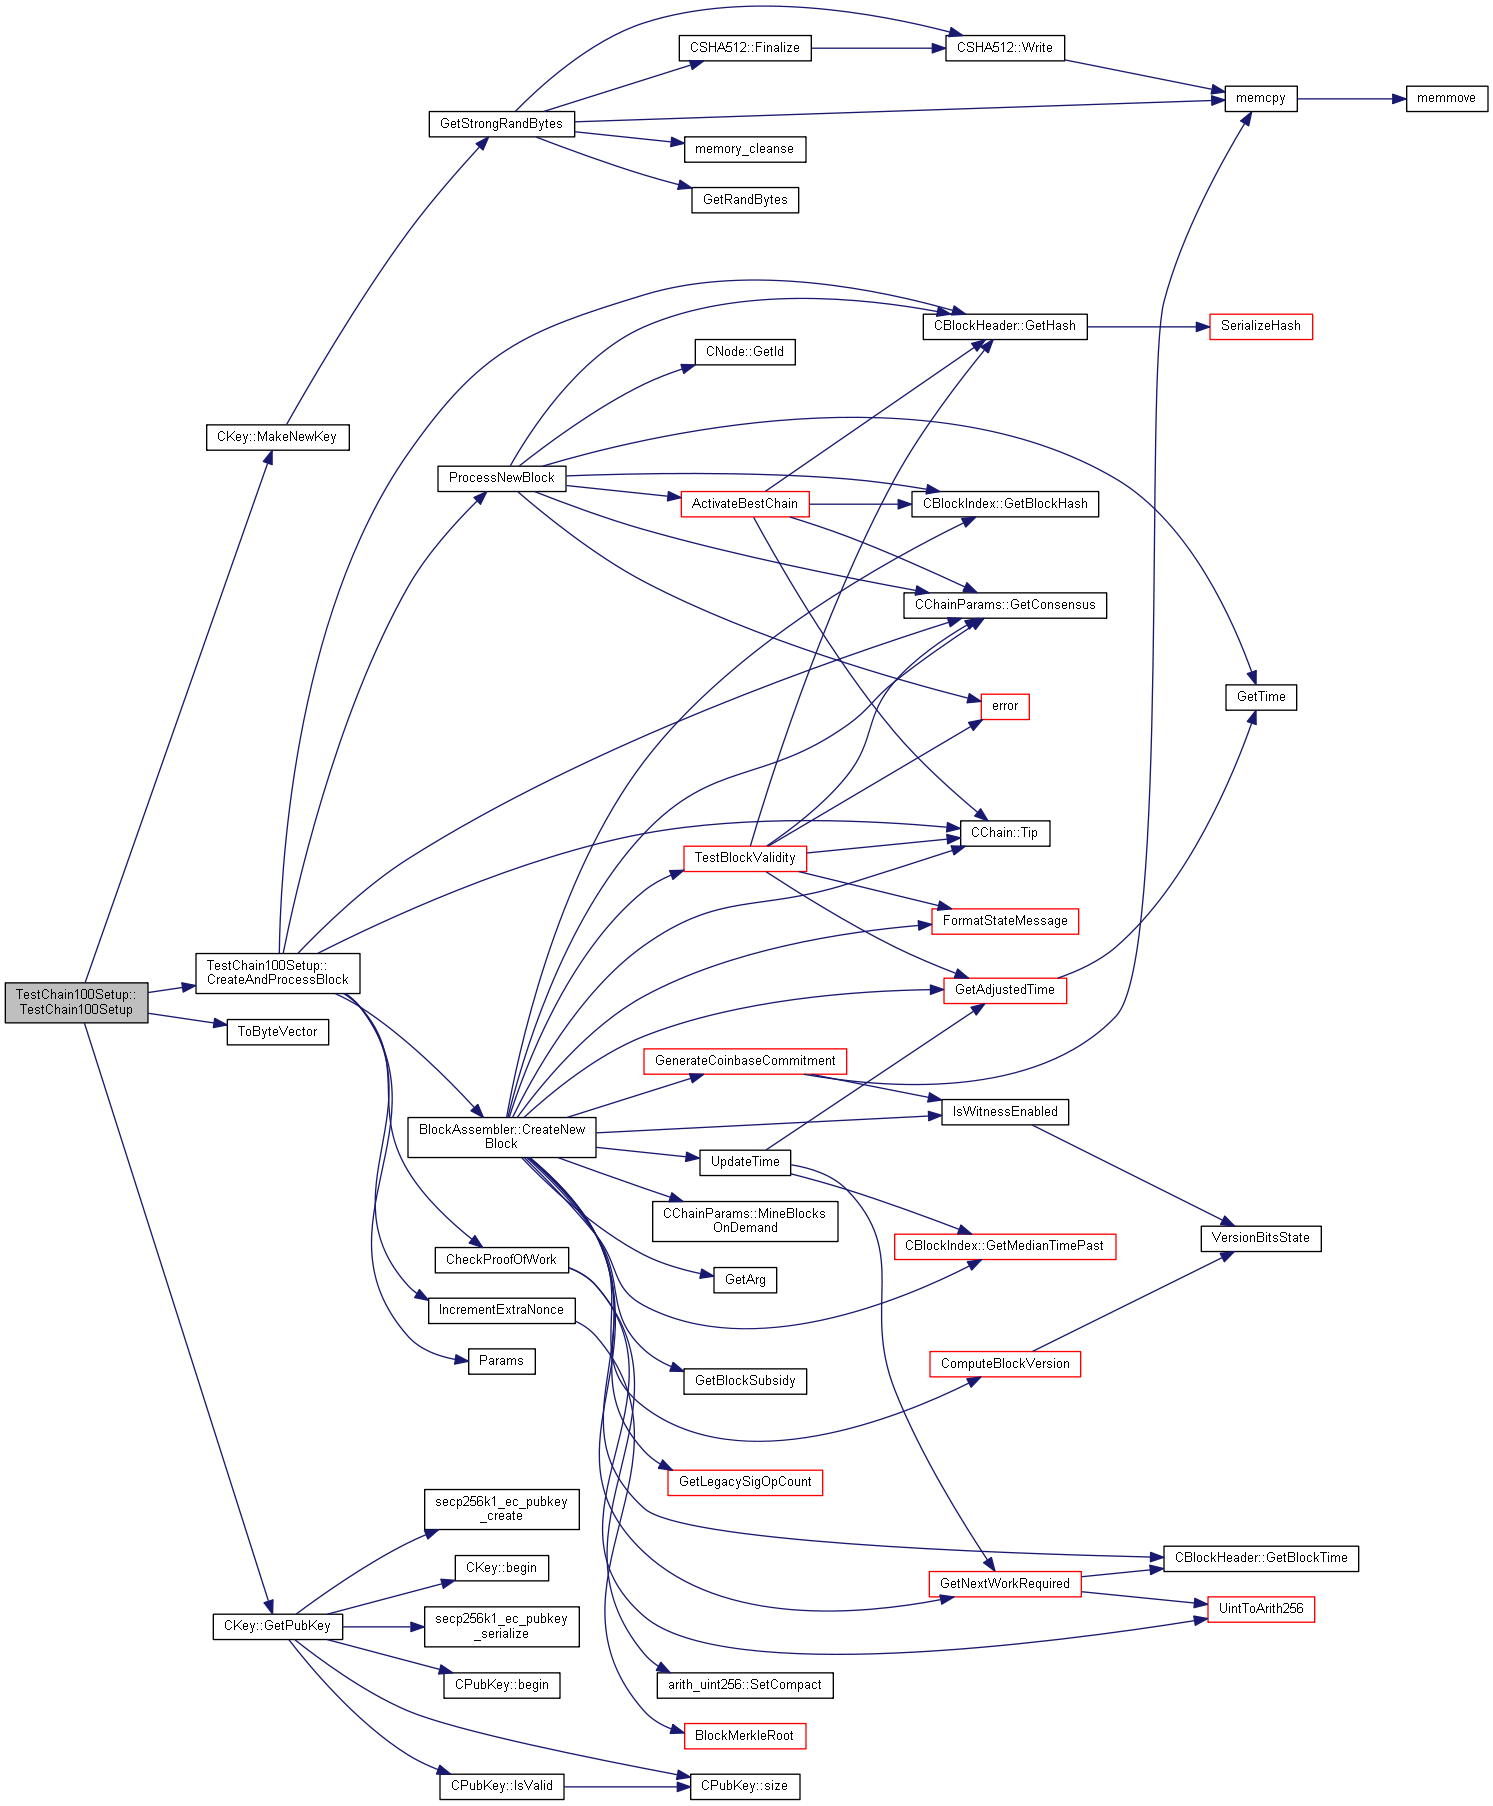 CSHA512::Finalize
CSHA512::Write
memcpy
memmove
GetStrongRandBytes
memory_cleanse
GetRandBytes
CBlockHeader::GetHash
SerializeHash
CNode::GetId
CKey::MakeNewKey
ProcessNewBlock
ActivateBestChain
CBlockIndex::GetBlockHash
CChainParams::GetConsensus
GetTime
error
CChain::Tip
TestBlockValidity
FormatStateMessage
TestChain100Setup::
CreateAndProcessBlock
GetAdjustedTime
TestChain100Setup::
TestChain100Setup
ToByteVector
GenerateCoinbaseCommitment
IsWitnessEnabled
BlockAssembler::CreateNew
Block
UpdateTime
CChainParams::MineBlocks
OnDemand
VersionBitsState
CBlockIndex::GetMedianTimePast
CheckProofOfWork
GetArg
IncrementExtraNonce
Params
ComputeBlockVersion
GetBlockSubsidy
GetLegacySigOpCount
secp256k1_ec_pubkey
_create
CBlockHeader::GetBlockTime
CKey::begin
GetNextWorkRequired
UintToArith256
CKey::GetPubKey
secp256k1_ec_pubkey
_serialize
CPubKey::begin
arith_uint256::SetCompact
BlockMerkleRoot
CPubKey::IsValid
CPubKey::size